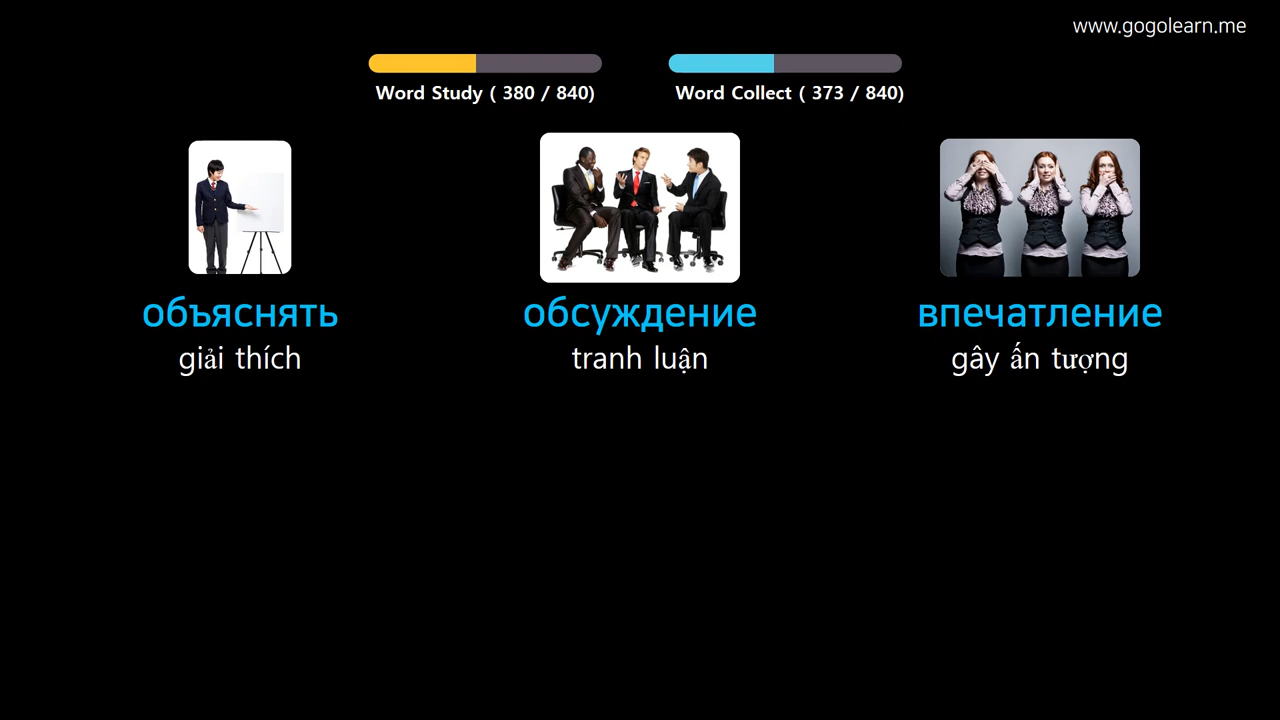 www.gogolearn.me
Word Study ( 380 / 840)
Word Collect ( 373 / 840)
объяснять
обсуждение
впечатление
giải thích
tranh luận
gây ấn tượng